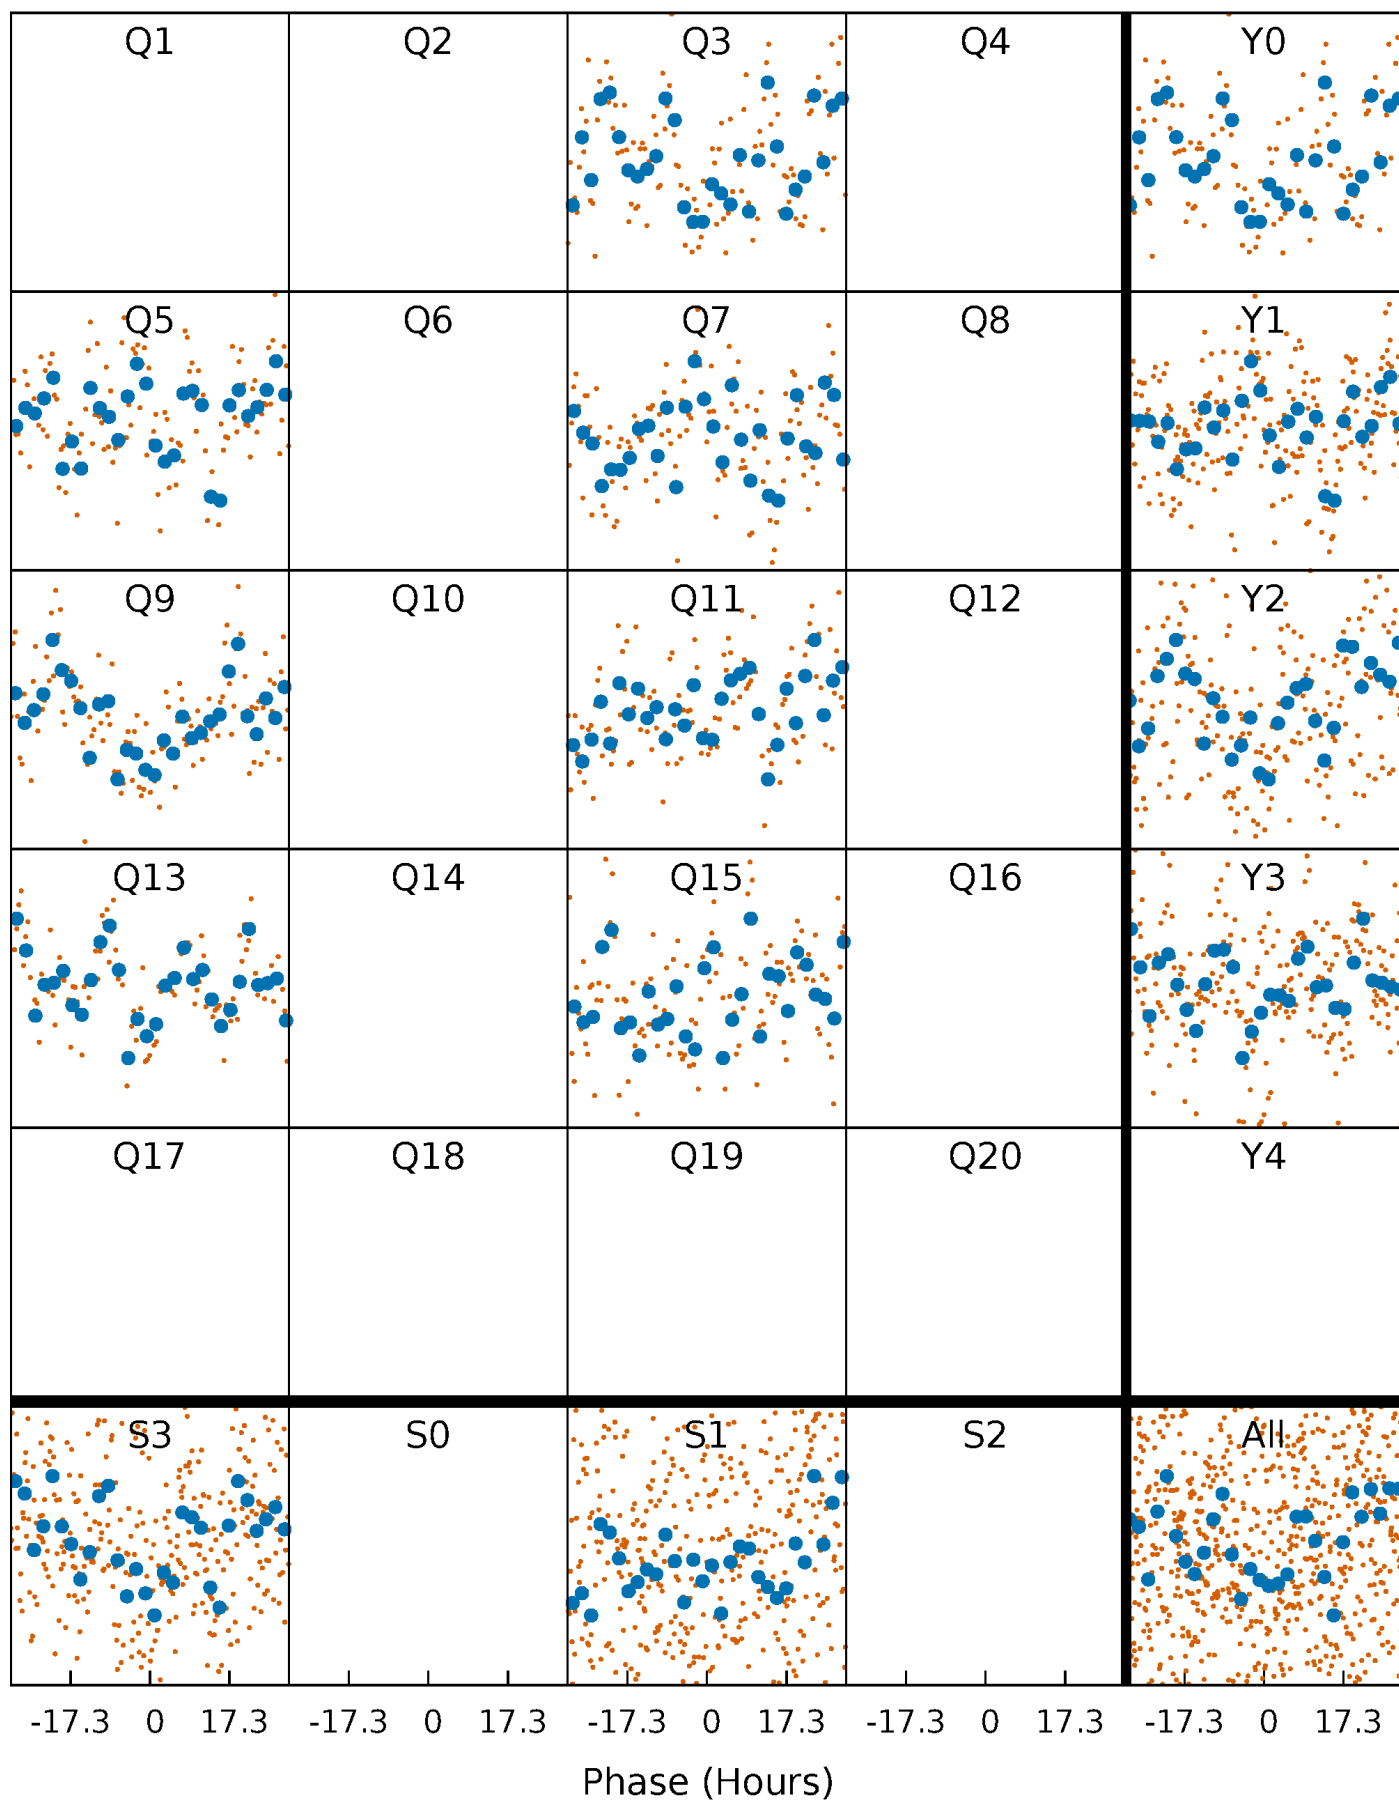 Q1 Q2 Q3 Q4 Y0
Q5 Q6 Q7 Q8 Y1
Q9 Q10 Q11 Q12 Y2
Q13 Q14 Q15 Q16 Y3
Q17 Q18 Q19 Q20 Y4
S3 S0 S1 S2 All
-17.3 0 17.3 -17.3 0 17.3 -17.3 0 17.3 -17.3 0 17.3 -17.3 0 17.3
Phase (Hours)